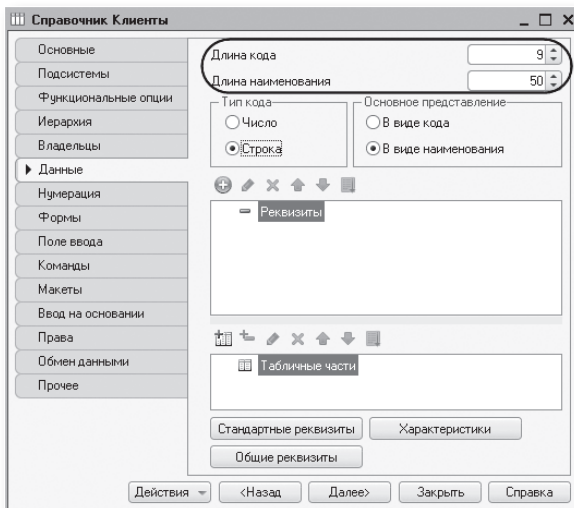 Справочник Клиенты
Основные
Подсистемы
Функциональные опции
Иерархия
Владельцы
Данные
Нумерация
Формы
Поле ввода
Команды
Макеты
Ввод на основании
Права
Обмен данными
Прочее
Длина кода 9
Длина наименования 50
Тип кода
Число
Строка
Основное представление
В виде кода
В виде наименования
Реквизиты
Табличные части
Стандартные реквизиты Характеристики
Общие реквизиты
Действия <Назад Далее> Закрыть Справка